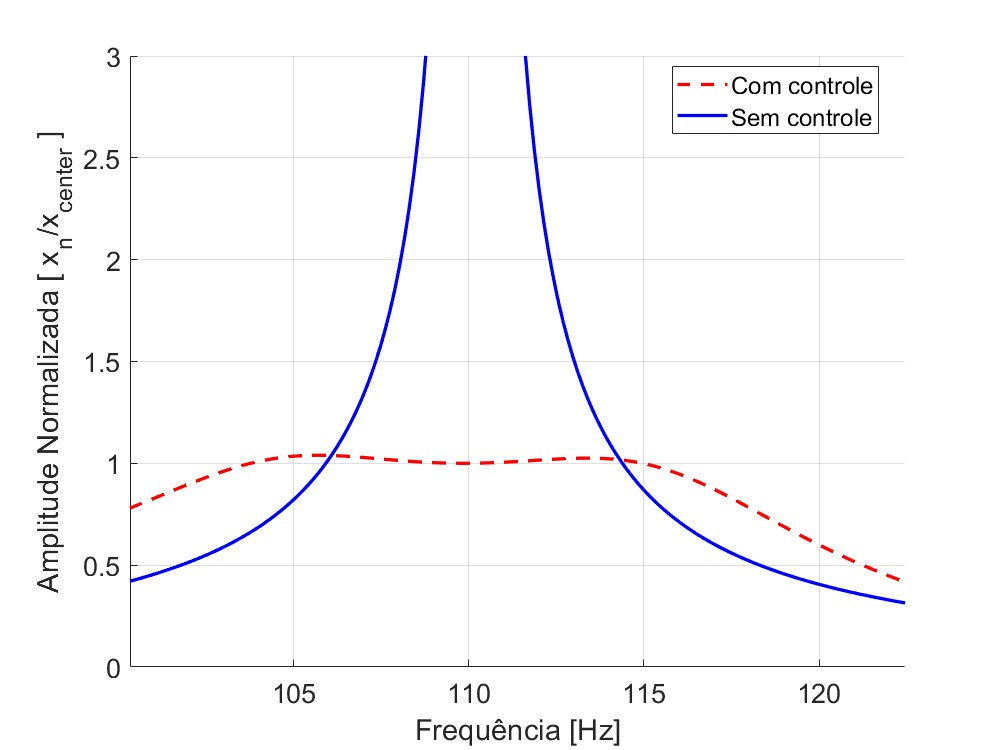 3
2.5
2
1.5
1
0.5
0
Amplitude Normalizada [ x_n/x_center ]
Com controle
Sem controle
105 110 115 120
Frequência [Hz]